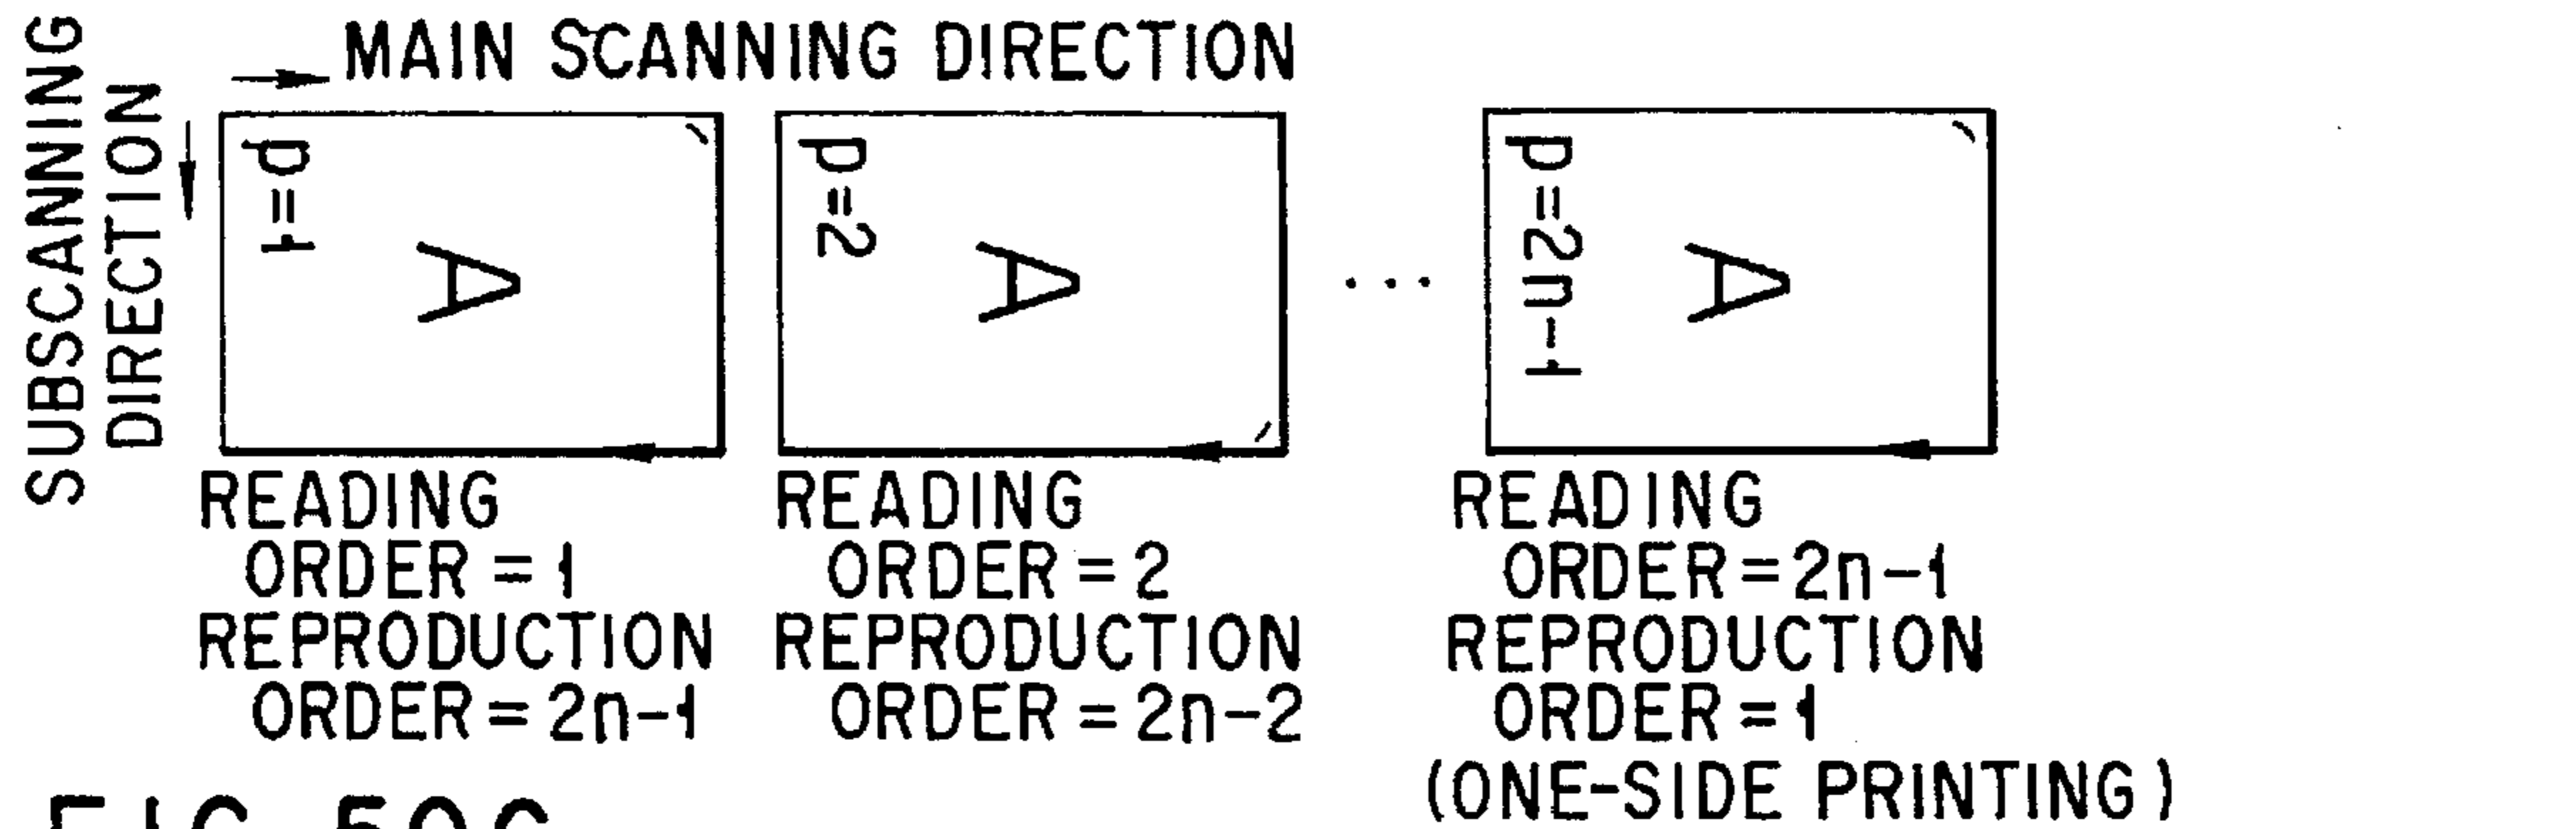 MAIN SCANNING DIRECTION
SUBSCANNING
DIRECTION
p=1
A
p=2
A
...
p=2n-1
A
READING
ORDER = 1
REPRODUCTION
ORDER = 2n-1
READING
ORDER = 2
REPRODUCTION
ORDER = 2n-2
READING
ORDER = 2n-1
REPRODUCTION
ORDER = 1
(ONE-SIDE PRINTING)